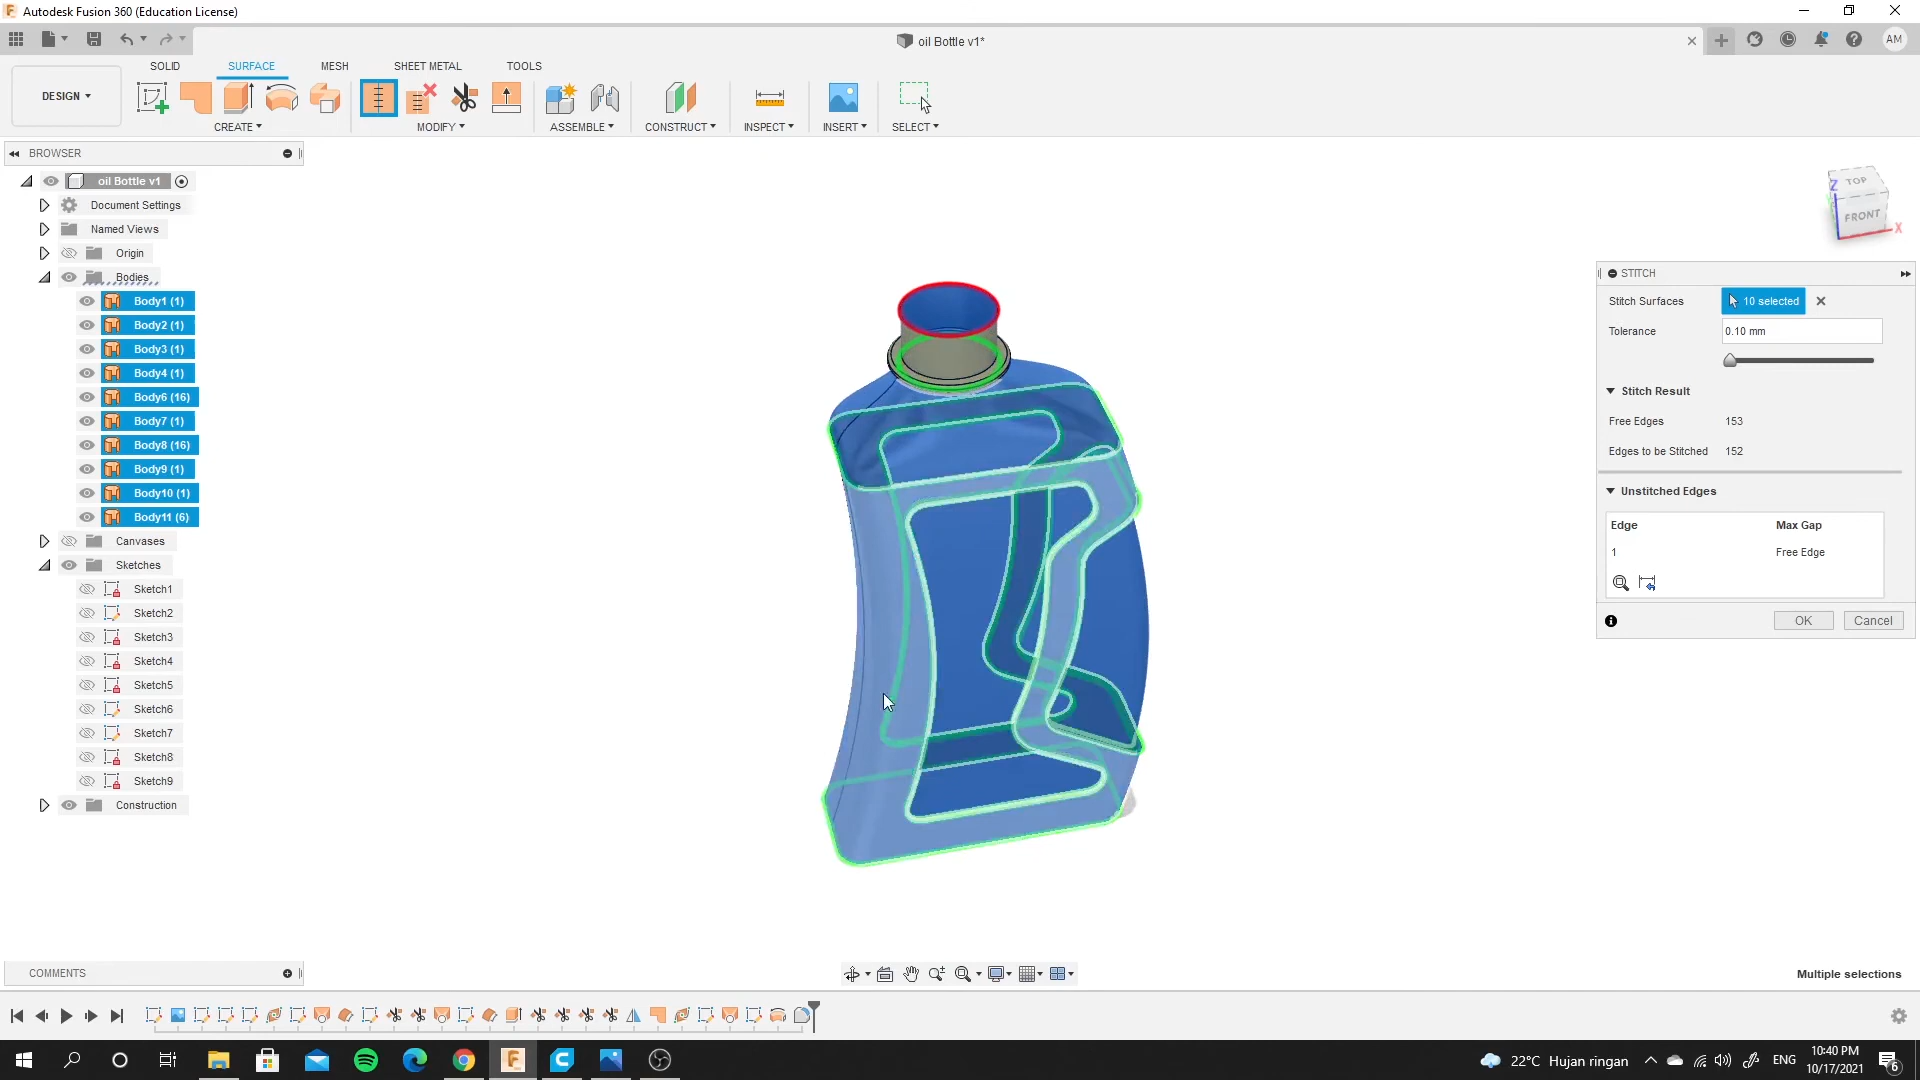 Autodesk Fusion 360 (Education License)
oil Bottle v1*
AM
SOLID
SURFACE
MESH
SHEET METAL
TOOLS
DESIGN
CREATE
MODIFY
ASSEMBLE
CONSTRUCT
INSPECT
INSERT
SELECT
BROWSER
oil Bottle v1
Document Settings
Named Views
Origin
Bodies
Body1 (1)
Body2 (1)
Body3 (1)
Body4 (1)
Body6 (16)
Body7 (1)
Body8 (16)
Body9 (1)
Body10 (1)
Body11 (6)
Canvases
Sketches
Sketch1
Sketch2
Sketch3
Sketch4
Sketch5
Sketch6
Sketch7
Sketch8
Sketch9
Construction
TOP
Z
FRONT
X
STITCH
Stitch Surfaces 10 selected
Tolerance 0.10 mm
Stitch Result
Free Edges 153
Edges to be Stitched 152
Unstitched Edges
Edge Max Gap
1 Free Edge
OK Cancel
COMMENTS
Multiple selections
22°C Hujan ringan
ENG
10:40 PM
10/17/2021
6